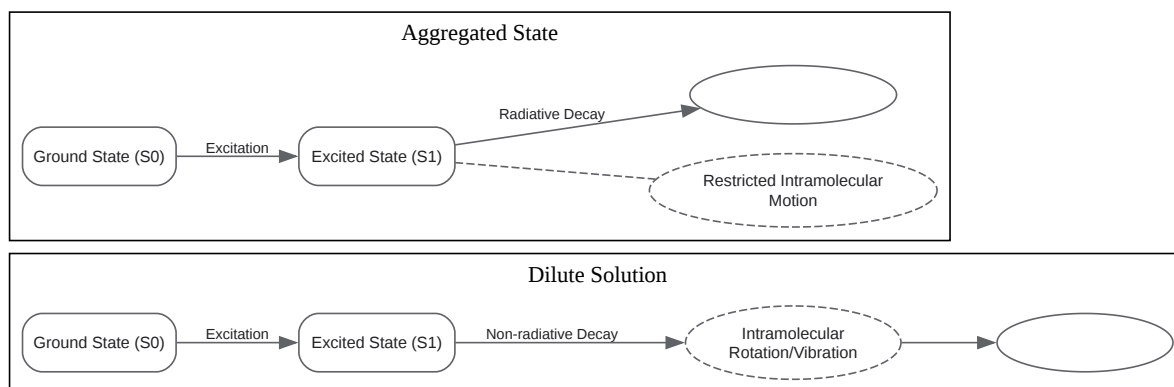 Aggregated State
Radiative Decay
Ground State (S0)
Excitation
Excited State (S1)
Restricted Intramolecular
Motion
Dilute Solution
Ground State (S0)
Excitation
Excited State (S1)
Non-radiative Decay
Intramolecular
Rotation/Vibration